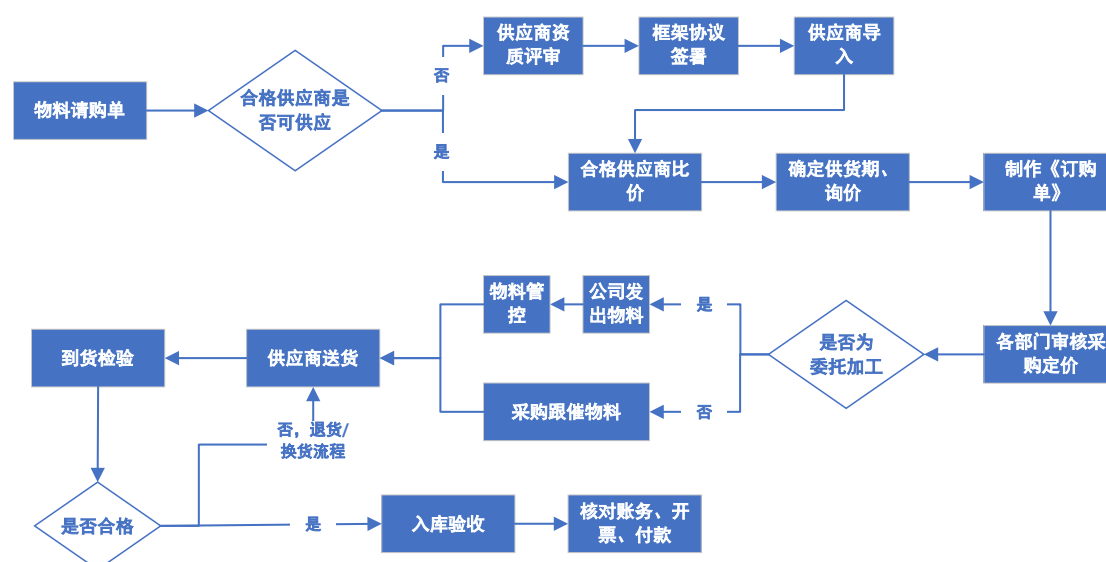 供应商资
质评审
框架协议
签署
供应商导
入
否
物料请购单
合格供应商是
否可供应
是
合格供应商比
价
确定供货期、
询价
制作《订购
单》
物料管
控
公司发
出物料
是
是否为
委托加工
各部门审核采
购定价
到货检验
供应商送货
采购跟催物料
否
否，退货/
换货流程
是否合格
是
入库验收
核对账务、开
票、付款